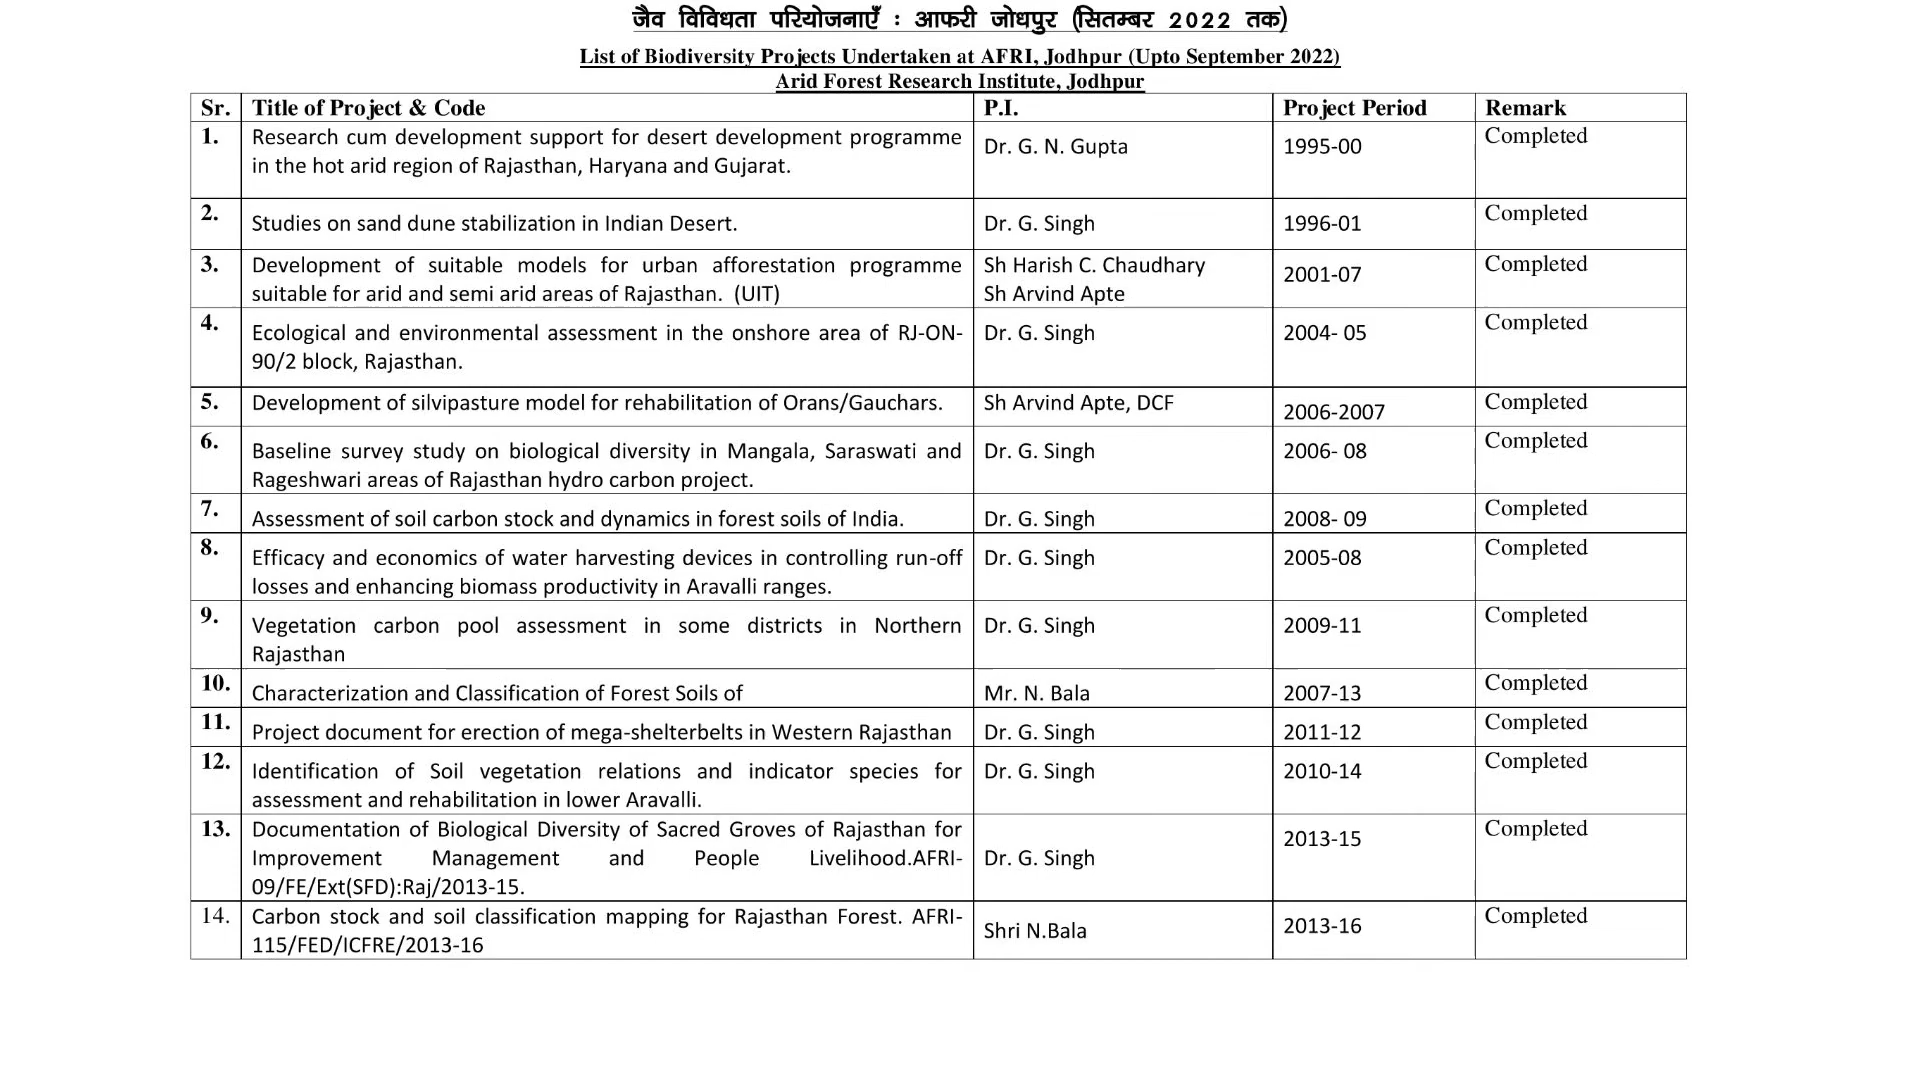 जैव विविधता परियोजनाएँ : आफरी जोधपुर (सितम्बर 2022 तक)
List of Biodiversity Projects Undertaken at AFRI, Jodhpur (Upto September 2022)
Arid Forest Research Institute, Jodhpur
Sr. Title of Project & Code P.I. Project Period Remark
1. Research cum development support for desert development programme
in the hot arid region of Rajasthan, Haryana and Gujarat. Dr. G. N. Gupta 1995-00 Completed
2. Studies on sand dune stabilization in Indian Desert. Dr. G. Singh 1996-01 Completed
3. Development of suitable models for urban afforestation programme
suitable for arid and semi arid areas of Rajasthan. (UIT) Sh Harish C. Chaudhary
Sh Arvind Apte 2001-07 Completed
4. Ecological and environmental assessment in the onshore area of RJ-ON-
90/2 block, Rajasthan. Dr. G. Singh 2004- 05 Completed
5. Development of silvipasture model for rehabilitation of Orans/Gauchars. Sh Arvind Apte, DCF 2006-2007 Completed
6. Baseline survey study on biological diversity in Mangala, Saraswati and
Rageshwari areas of Rajasthan hydro carbon project. Dr. G. Singh 2006- 08 Completed
7. Assessment of soil carbon stock and dynamics in forest soils of India. Dr. G. Singh 2008- 09 Completed
8. Efficacy and economics of water harvesting devices in controlling run-off
losses and enhancing biomass productivity in Aravalli ranges. Dr. G. Singh 2005-08 Completed
9. Vegetation carbon pool assessment in some districts in Northern
Rajasthan Dr. G. Singh 2009-11 Completed
10. Characterization and Classification of Forest Soils of Mr. N. Bala 2007-13 Completed
11. Project document for erection of mega-shelterbelts in Western Rajasthan Dr. G. Singh 2011-12 Completed
12. Identification of Soil vegetation relations and indicator species for
assessment and rehabilitation in lower Aravalli. Dr. G. Singh 2010-14 Completed
13. Documentation of Biological Diversity of Sacred Groves of Rajasthan for
Improvement Management and People Livelihood.AFRI-
09/FE/Ext(SFD):Raj/2013-15. Dr. G. Singh 2013-15 Completed
14. Carbon stock and soil classification mapping for Rajasthan Forest. AFRI-
115/FED/ICFRE/2013-16 Shri N.Bala 2013-16 Completed